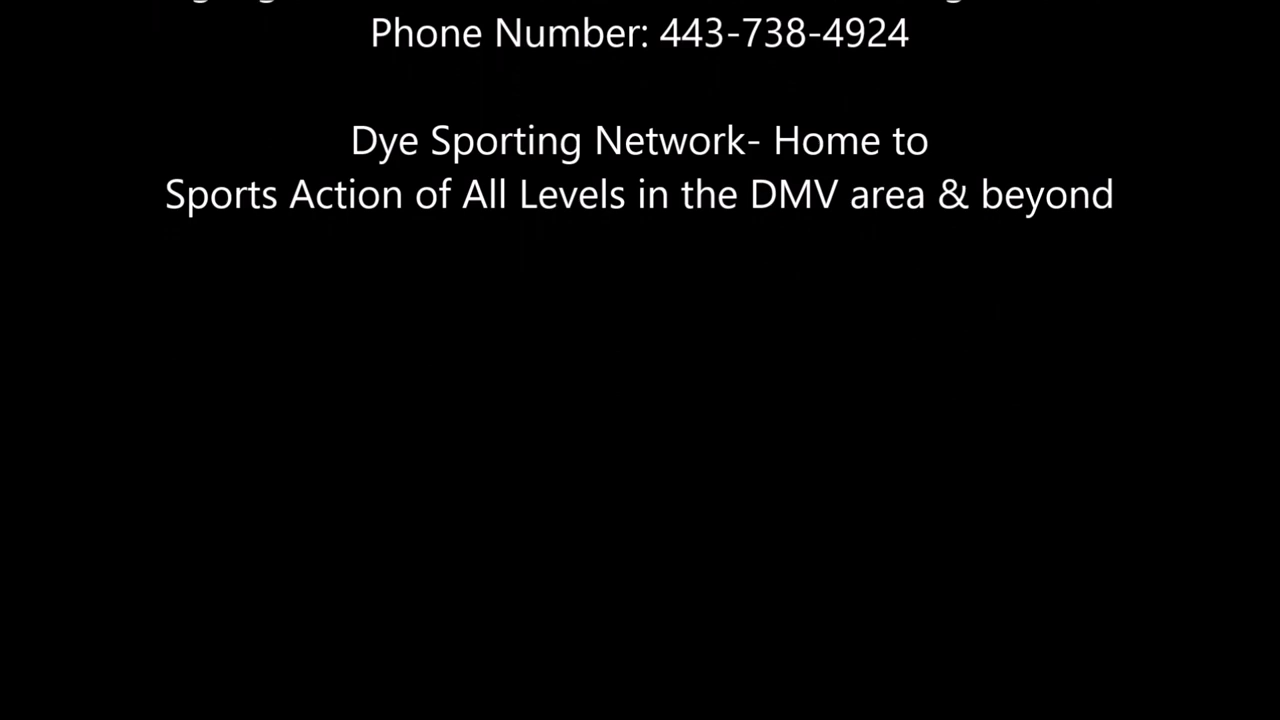 Phone Number: 443-738-4924
Dye Sporting Network- Home to
Sports Action of All Levels in the DMV area & beyond